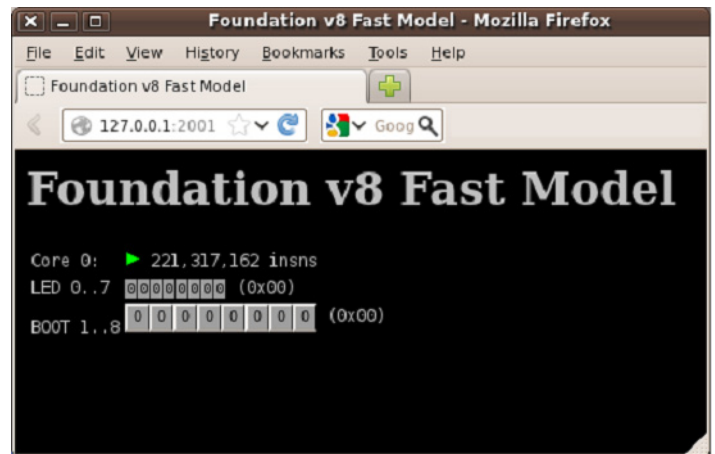 Foundation v8 Fast Model - Mozilla Firefox
File Edit View History Bookmarks Tools Help
Foundation v8 Fast Model
127.0.0.1:2001 Goog
Foundation v8 Fast Model
Core 0: 221,317,162 insns
LED 0..7 00000000 (0x00)
BOOT 1..8 0 0 0 0 0 0 0 0 (0x00)